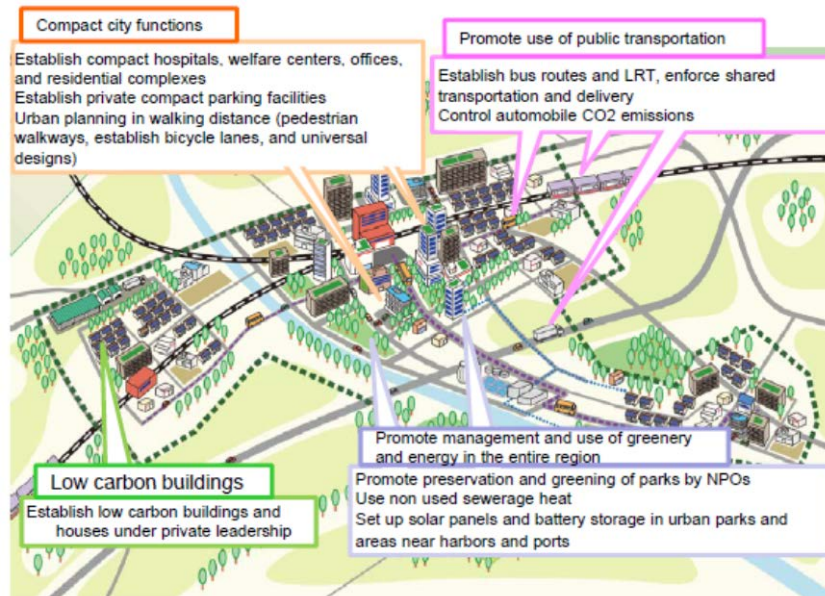 Compact city functions
Establish compact hospitals, welfare centers, offices,
and residential complexes
Establish private compact parking facilities
Urban planning in walking distance (pedestrian
walkways, establish bicycle lanes, and universal
designs)
Promote use of public transportation
Establish bus routes and LRT, enforce shared
transportation and delivery
Control automobile CO2 emissions
Low carbon buildings
Establish low carbon buildings and
houses under private leadership
Promote management and use of greenery
and energy in the entire region
Promote preservation and greening of parks by NPOs
Use non used sewerage heat
Set up solar panels and battery storage in urban parks and
areas near harbors and ports